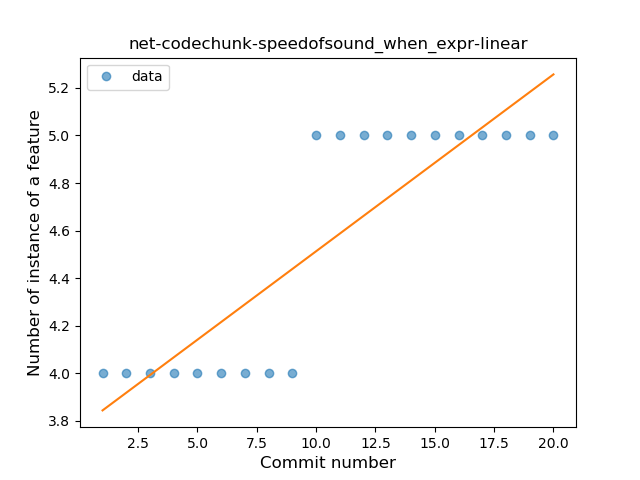 net-codechunk-speedofsound_when_expr-linear
data
Number of instance of a feature
5.2
5.0
4.8
4.6
4.4
4.2
4.0
3.8
2.5 5.0 7.5 10.0 12.5 15.0 17.5 20.0
Commit number